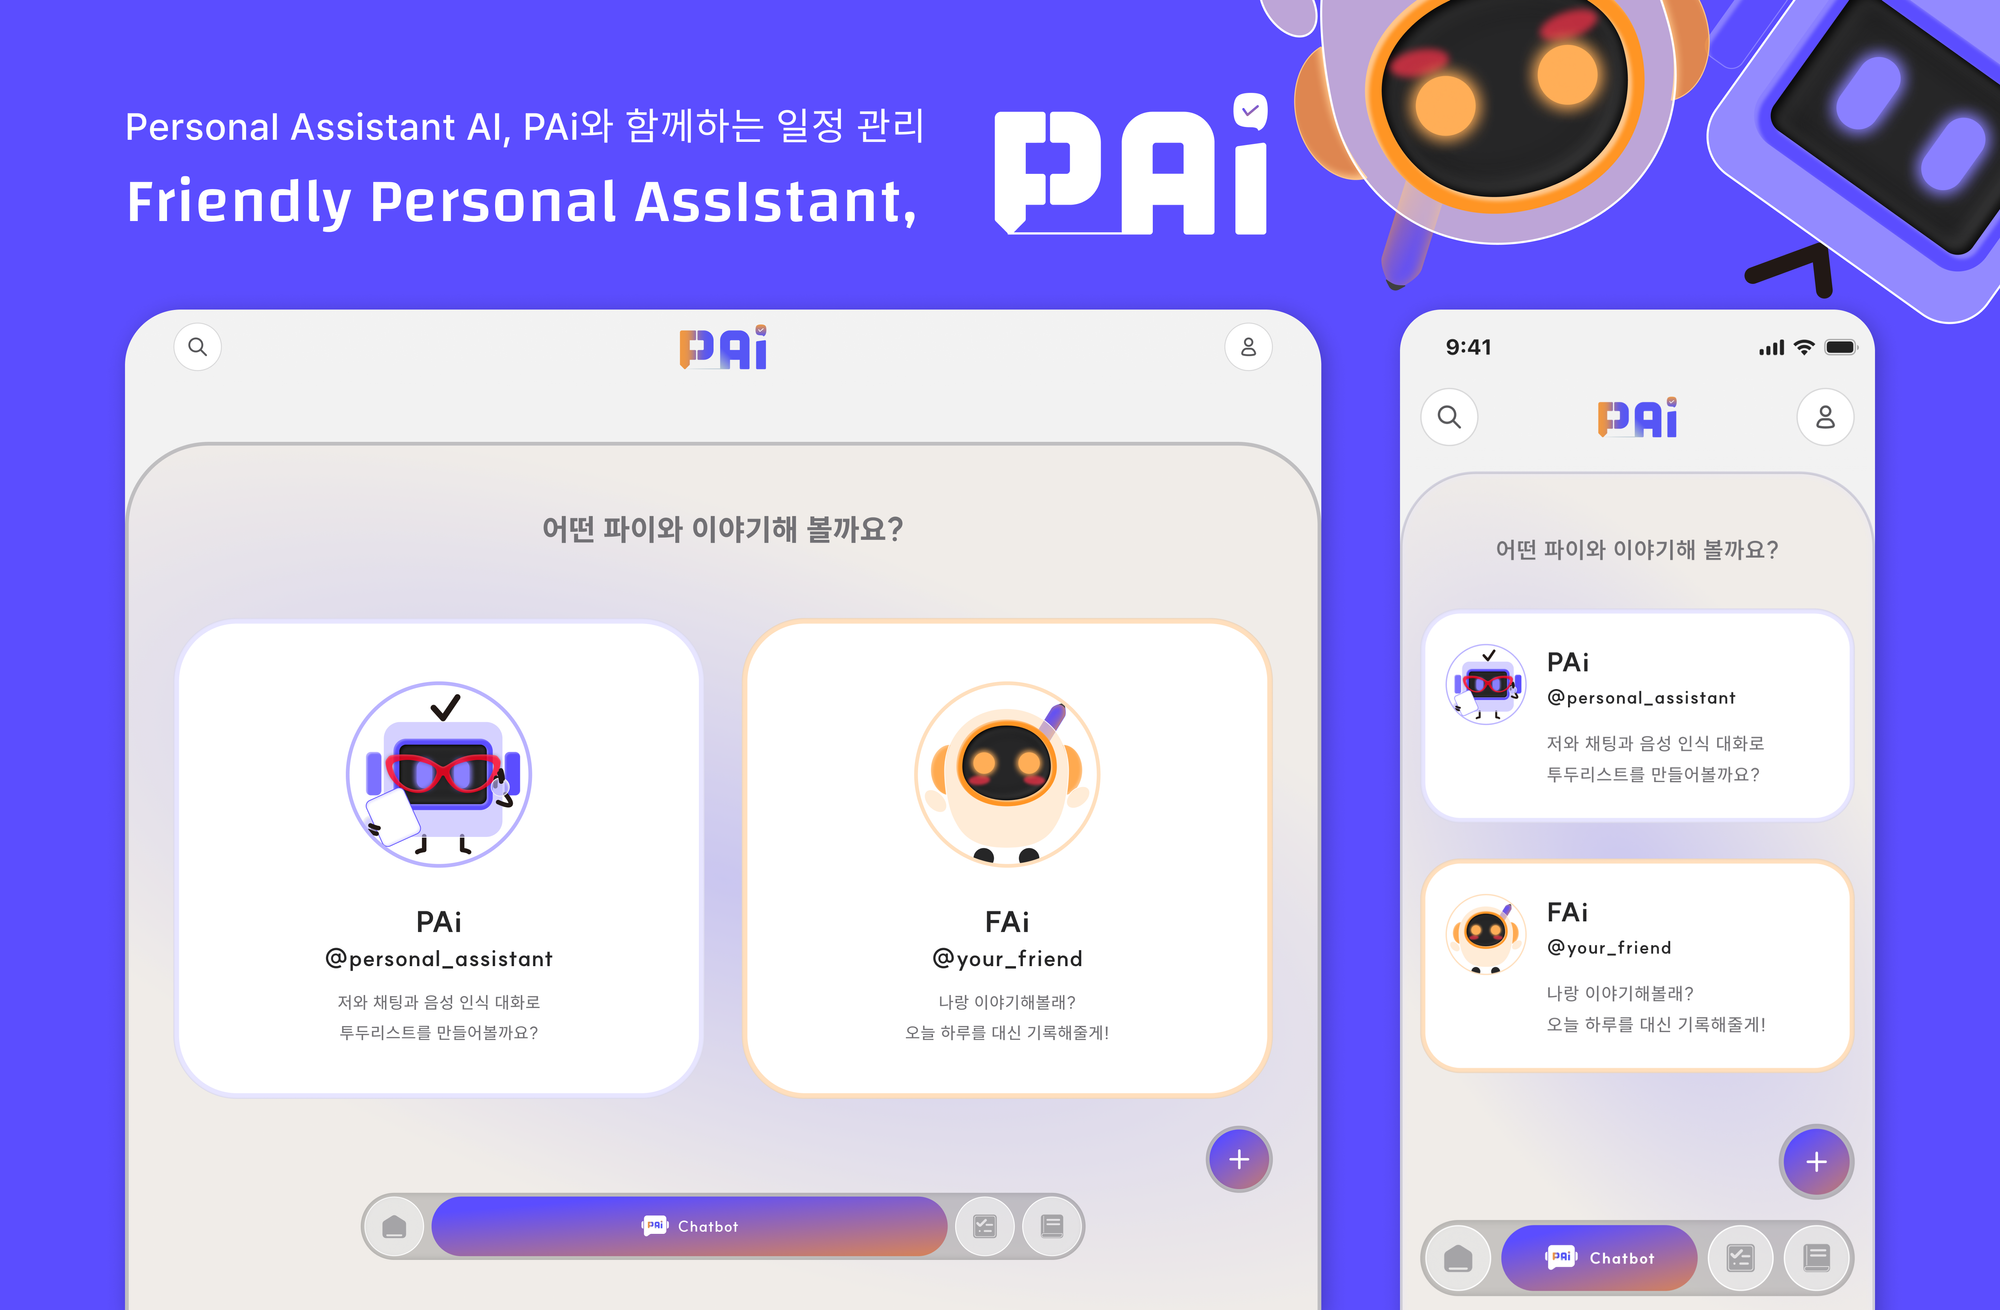 Personal Assistant AI, PAi와 함께하는 일정 관리
Friendly Personal AssIstant,
PAi
PAi
어떤 파이와 이야기해 볼까요?
PAi
@personal_assistant
저와 채팅과 음성 인식 대화로
투두리스트를 만들어볼까요?
FAi
@your_friend
나랑 이야기해볼래?
오늘 하루를 대신 기록해줄게!
PAi Chatbot
9:41
PAi
어떤 파이와 이야기해 볼까요?
PAi
@personal_assistant
저와 채팅과 음성 인식 대화로
투두리스트를 만들어볼까요?
FAi
@your_friend
나랑 이야기해볼래?
오늘 하루를 대신 기록해줄게!
PAi Chatbot